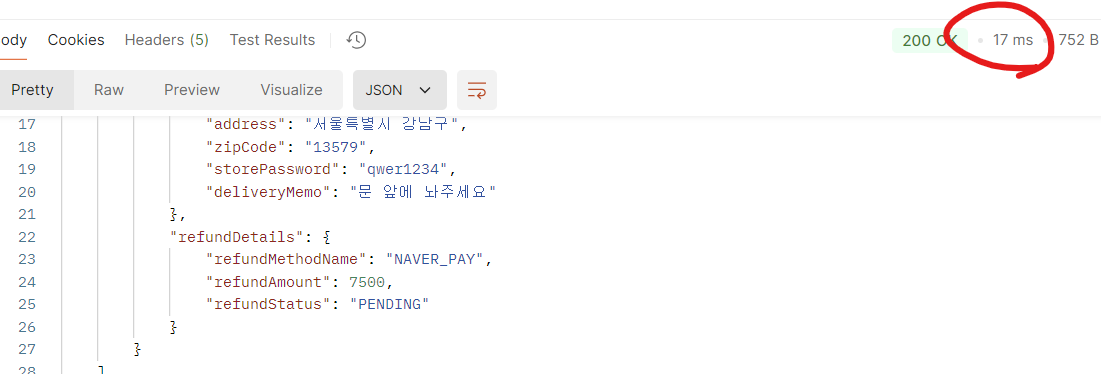 ody Cookies Headers (5) Test Results 200 OK 17 ms 752 B
Pretty Raw Preview Visualize JSON
17 "address": "서울특별시 강남구",
18 "zipCode": "13579",
19 "storePassword": "qwer1234",
20 "deliveryMemo": "문 앞에 놔주세요"
21 },
22 "refundDetails": {
23 "refundMethodName": "NAVER_PAY",
24 "refundAmount": 7500,
25 "refundStatus": "PENDING"
26 }
27 }
28 ]